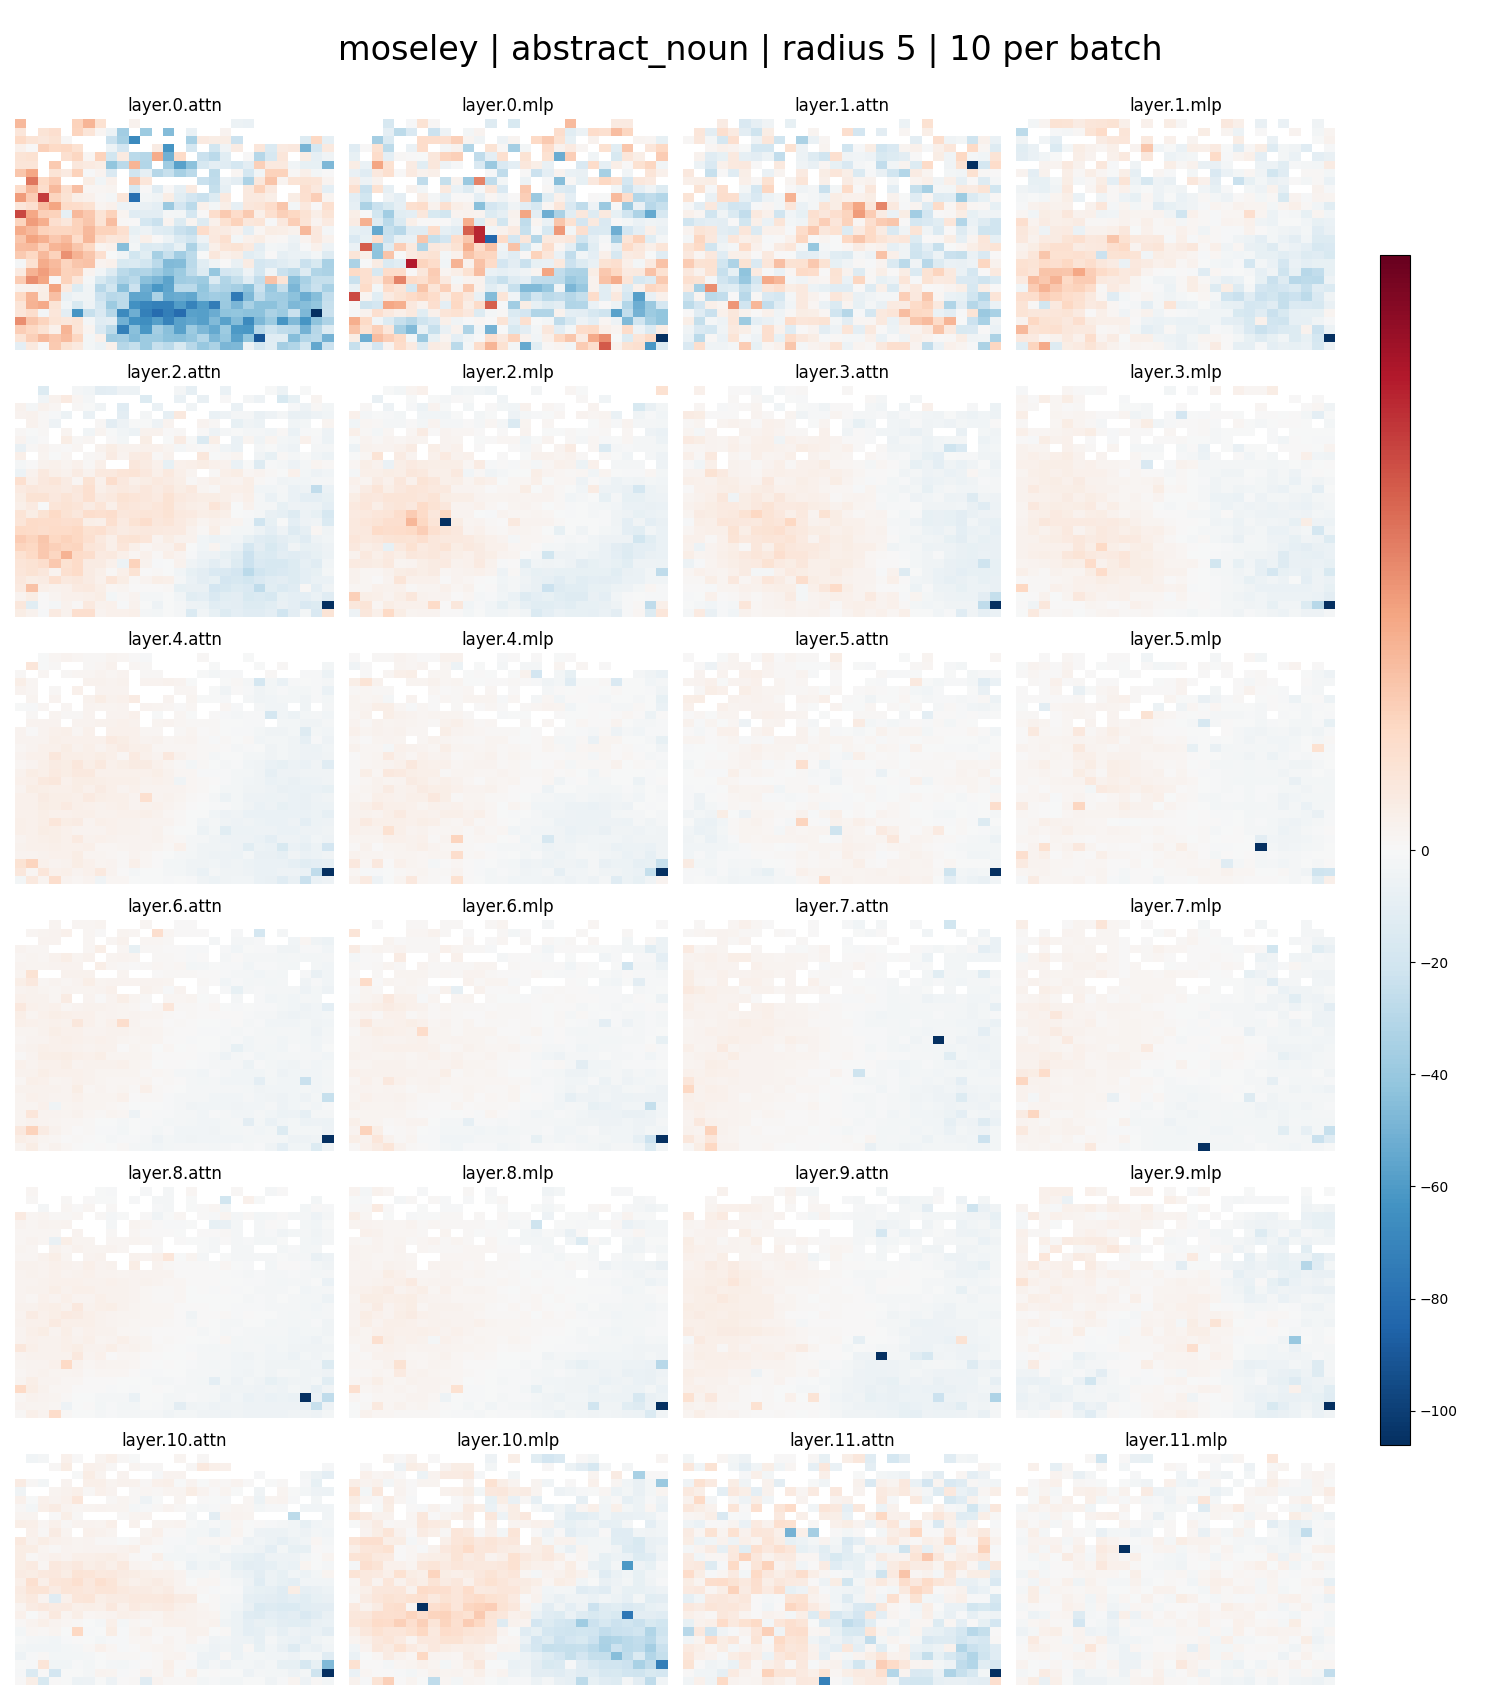 moseley | abstract_noun | radius 5 | 10 per batch
layer.0.attn
layer.0.mlp
layer.1.attn
layer.1.mlp
layer.2.attn
layer.2.mlp
layer.3.attn
layer.3.mlp
layer.4.attn
layer.4.mlp
layer.5.attn
layer.5.mlp
layer.6.attn
layer.6.mlp
layer.7.attn
layer.7.mlp
layer.8.attn
layer.8.mlp
layer.9.attn
layer.9.mlp
layer.10.attn
layer.10.mlp
layer.11.attn
layer.11.mlp
0
−20
−40
−60
−80
−100